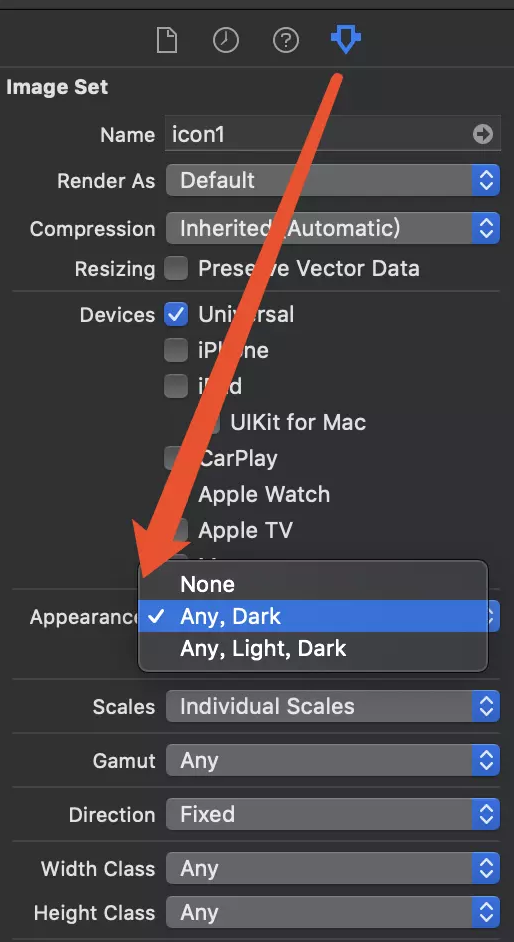 Image Set
Name icon1
Render As Default
Compression Inherited (Automatic)
Resizing Preserve Vector Data
Devices Universal
iPhone
iPad
UIKit for Mac
CarPlay
Apple Watch
Apple TV
None
Appearance Any, Dark
Any, Light, Dark
Scales Individual Scales
Gamut Any
Direction Fixed
Width Class Any
Height Class Any